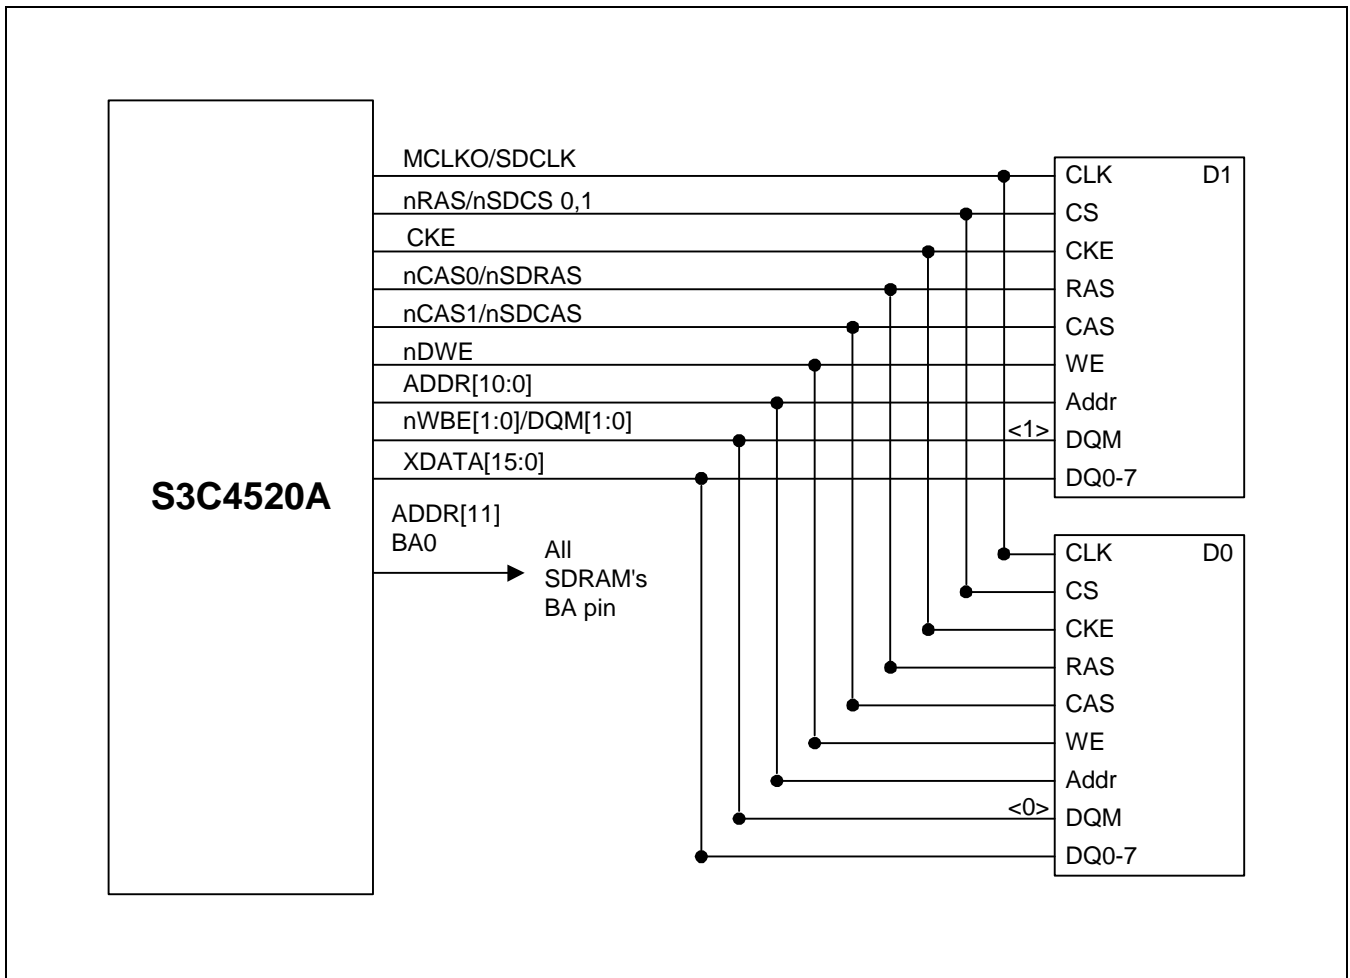 MCLKO/SDCLK
nRAS/nSDCS 0,1
CKE
nCAS0/nSDRAS
nCAS1/nSDCAS
nDWE
ADDR[10:0]
nWBE[1:0]/DQM[1:0]
XDATA[15:0]
S3C4520A
ADDR[11]
BA0
All
SDRAM's
BA pin
CLK D1
CS
CKE
RAS
CAS
WE
Addr
<1> DQM
DQ0-7
CLK D0
CS
CKE
RAS
CAS
WE
Addr
<0> DQM
DQ0-7